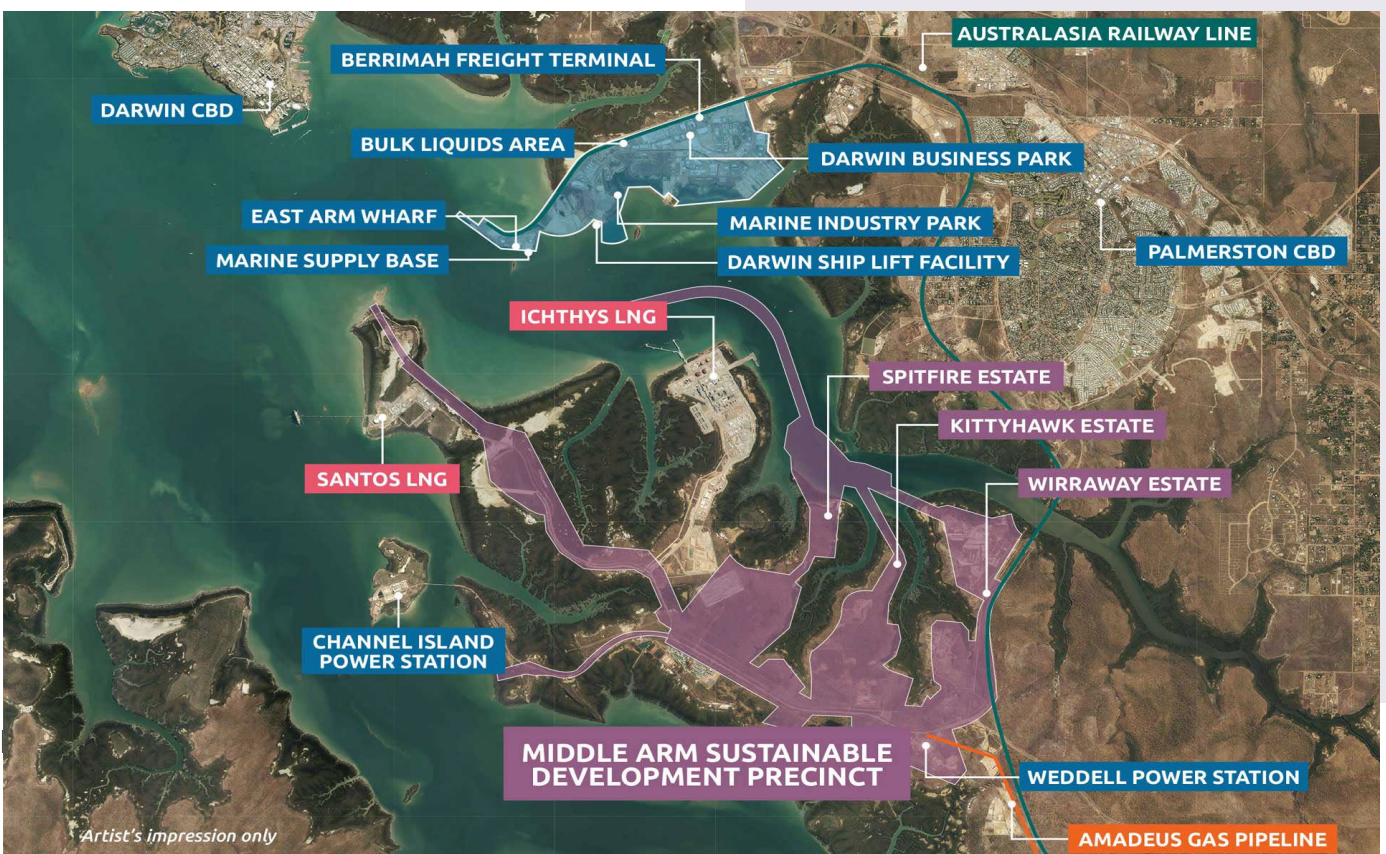 AUSTRALASIA RAILWAY LINE
BERRIMAH FREIGHT TERMINAL
DARWIN CBD
BULK LIQUIDS AREA
DARWIN BUSINESS PARK
EAST ARM WHARF
MARINE INDUSTRY PARK
MARINE SUPPLY BASE
DARWIN SHIP LIFT FACILITY
PALMERSTON CBD
ICHTHYS LNG
SPITFIRE ESTATE
KITTYHAWK ESTATE
SANTOS LNG
WIRRAWAY ESTATE
CHANNEL ISLAND
POWER STATION
MIDDLE ARM SUSTAINABLE
DEVELOPMENT PRECINCT
WEDDELL POWER STATION
Artist's impression only
AMADEUS GAS PIPELINE